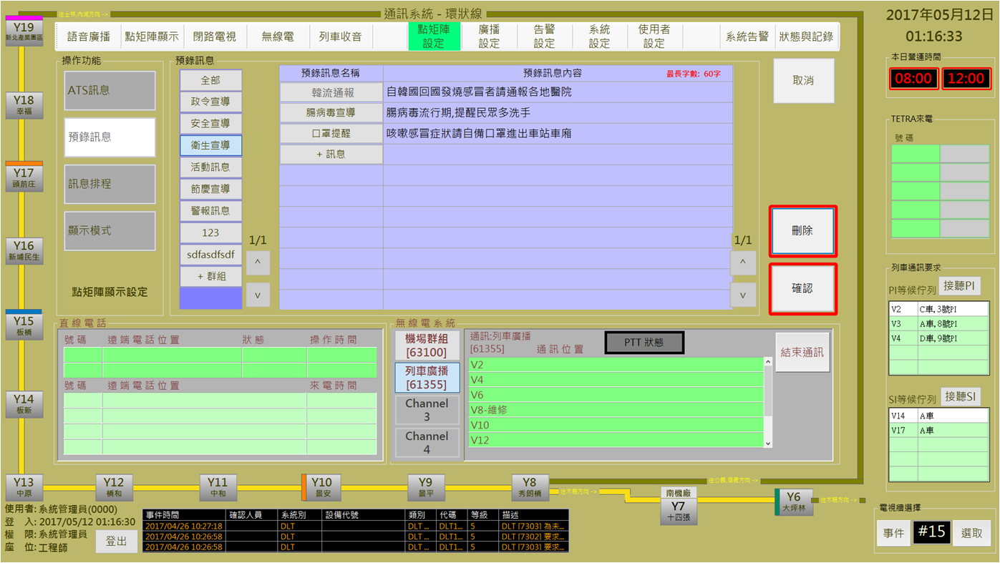 往士林,內湖方向 ->
通訊系統 - 環狀線
2017年05月12日
01:16:33
Y19
新北產業園區
Y18
幸福
Y17
頭前庄
Y16
新埔民生
Y15
板橋
Y14
板新
語音廣播
點矩陣顯示
閉路電視
無線電
列車收音
點矩陣
設定
廣播
設定
告警
設定
系統
設定
使用者
設定
系統告警
狀態與記錄
操作功能
ATS訊息
預錄訊息
訊息排程
顯示模式
點矩陣顯示設定
預錄訊息
全部
政令宣導
安全宣導
衛生宣導
活動訊息
節慶宣導
警報訊息
123
sdfasdfsdf
+ 群組
1/1
^
v
預錄訊息名稱
預錄訊息內容
最長字數: 60字
韓流通報
自韓國回國發燒感冒者請通報各地醫院
腸病毒宣導
腸病毒流行期,提醒民眾多洗手
口罩提醒
咳嗽感冒症狀請自備口罩進出車站車廂
+ 訊息
1/1
^
v
取消
刪除
確認
本日營運時間
08:00
12:00
TETRA來電
號碼
列車通訊要求
PI等候佇列
接聽PI
V2 C車,3號PI
V3 A車,8號PI
V4 D車,9號PI
SI等候佇列
接聽SI
V14 A車
V17 A車
直線電話
號碼 遠端電話位置 狀態 操作時間
號碼 遠端電話位置 來電時間
無線電系統
機場群組
[63100]
列車廣播
[61355]
Channel
3
Channel
4
通訊:列車廣播
[61355] 通訊位置
PTT 狀態
結束通訊
V2
V4
V6
V8-維修
V10
V12
Y13
中原
Y12
橋和
Y11
中和
Y10
景安
Y9
景平
Y8
秀朗橋
往公館,信義方向 ->
往木柵方向 ->
南機廠
Y7
十四張
Y6
大坪林
往木柵方向 ->
使用者: 系統管理員(0000)
登 入: 2017/05/12 01:16:30
權 限: 系統管理員
座 位: 工程師
登出
事件時間 確認人員 系統別 設備代號 類別 代碼 等級 描述
2017/04/26 10:27:18 DLT DLT ... DLT1... 5 DLT [7303] 為未...
2017/04/26 10:26:58 DLT DLT ... DLT1... 5 DLT [7302] 要求...
2017/04/26 10:26:58 DLT DLT ... DLT1... 5 DLT [7303] 要求...
電視牆選擇
事件
#15
選取